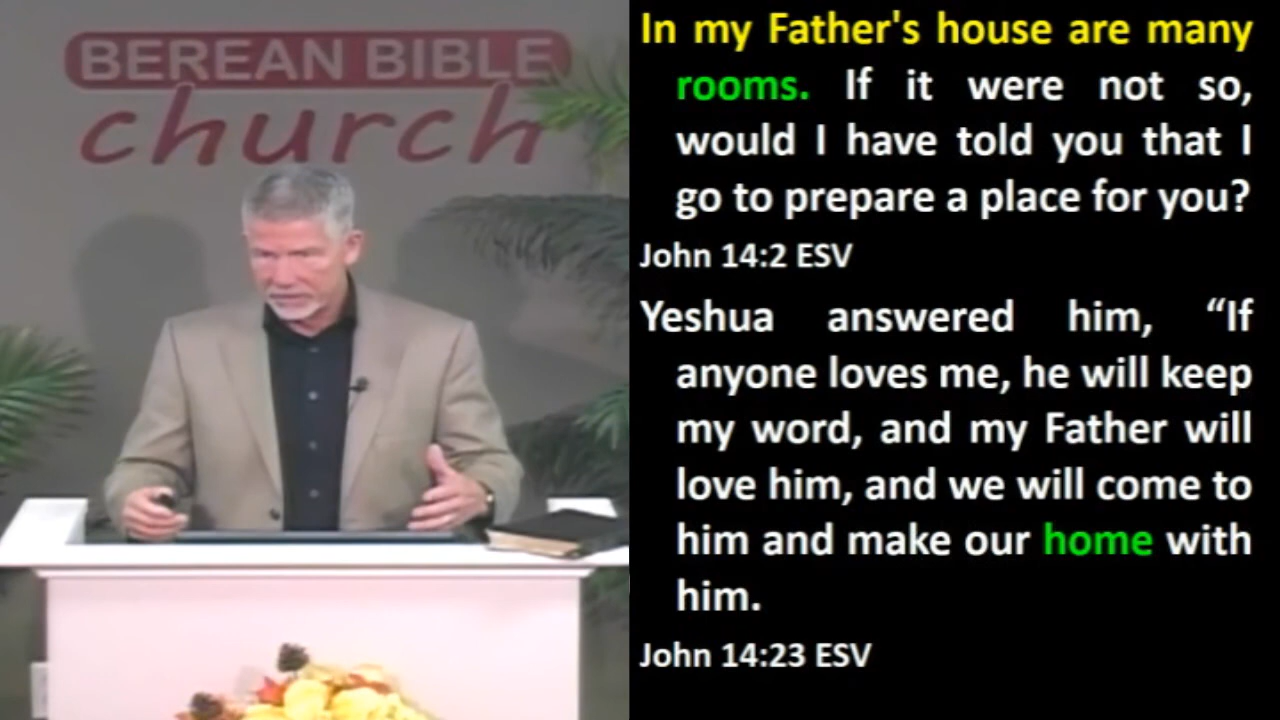 BEREAN BIBLE
church
In my Father's house are many
rooms. If it were not so,
would I have told you that I
go to prepare a place for you?
John 14:2 ESV
Yeshua answered him, “If
anyone loves me, he will keep
my word, and my Father will
love him, and we will come to
him and make our home with
him.
John 14:23 ESV